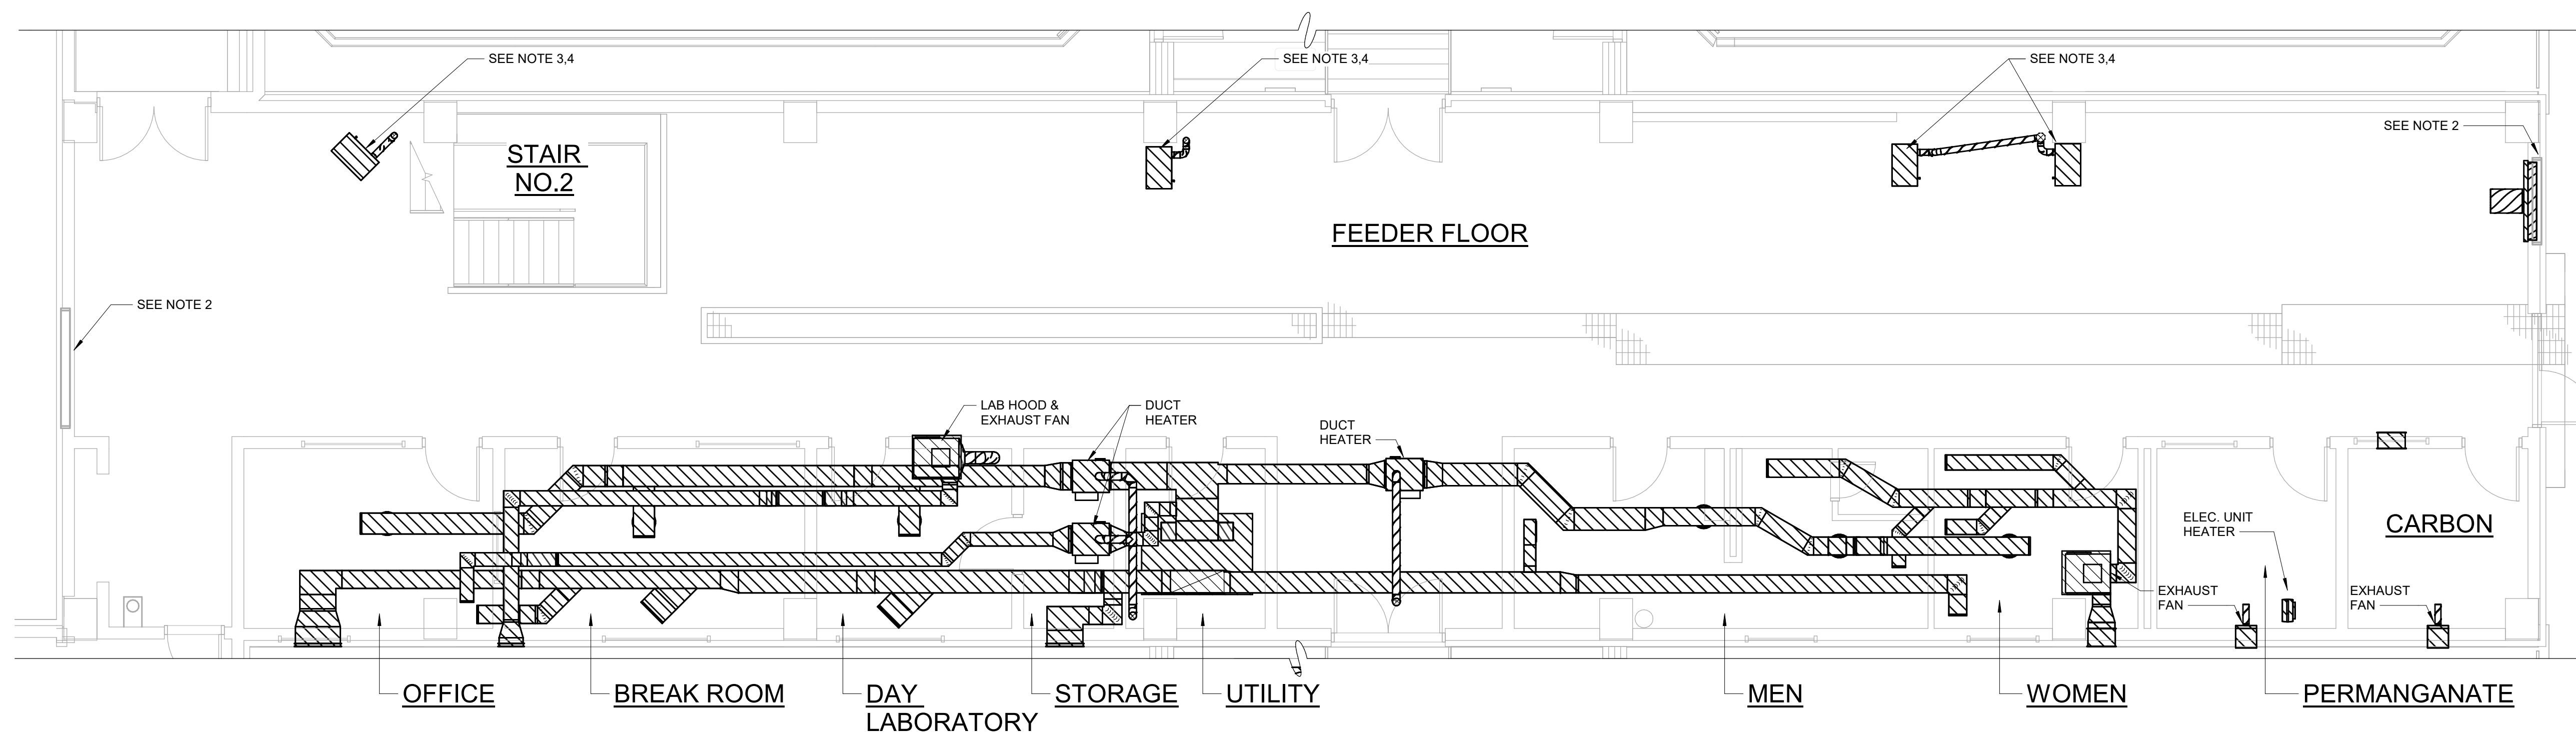 SEE NOTE 3,4
SEE NOTE 3,4
SEE NOTE 3,4
SEE NOTE 2
STAIR
NO.2
FEEDER FLOOR
SEE NOTE 2
LAB HOOD &
EXHAUST FAN
DUCT
HEATER
DUCT
HEATER
ELEC. UNIT
HEATER
CARBON
EXHAUST
FAN
EXHAUST
FAN
OFFICE
BREAK ROOM
DAY
LABORATORY
STORAGE
UTILITY
MEN
WOMEN
PERMANGANATE